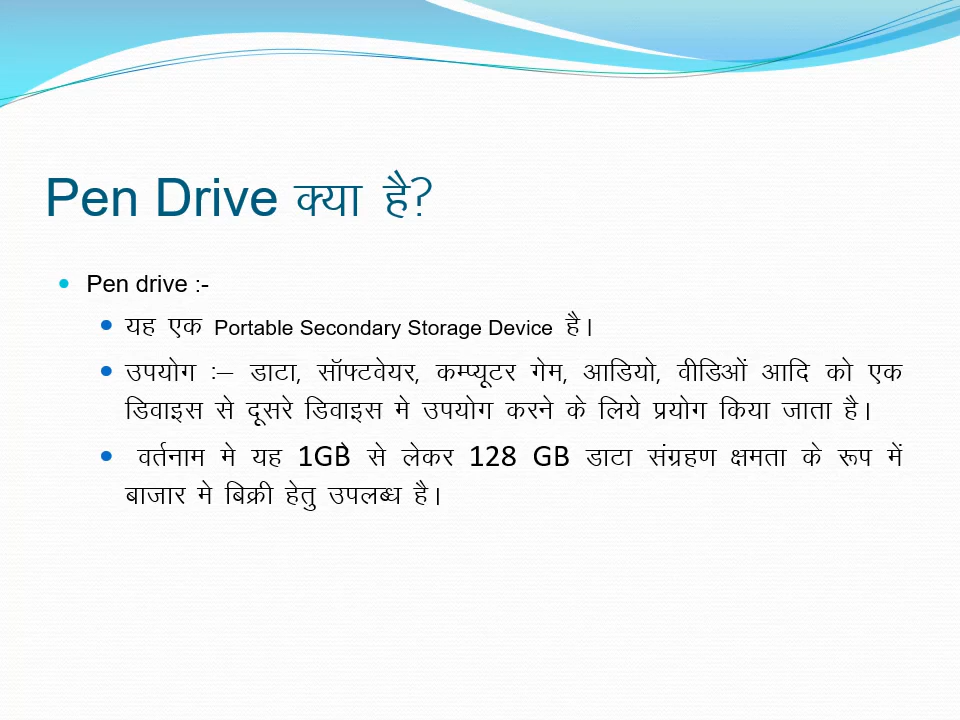 Pen Drive क्या है?
Pen drive :-
यह एक Portable Secondary Storage Device है।
उपयोग :– डाटा, सॉफ्टवेयर, कम्प्यूटर गेम, आडियो, वीडिओं आदि को एक
डिवाइस से दूसरे डिवाइस मे उपयोग करने के लिये प्रयोग किया जाता है।
वर्तनाम मे यह 1GB से लेकर 128 GB डाटा संग्रहण क्षमता के रूप में
बाजार मे बिक्री हेतु उपलब्ध है।